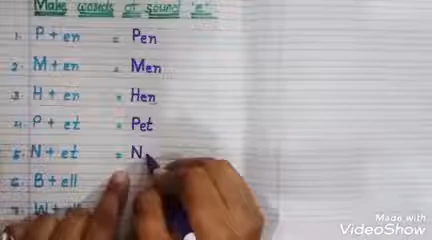 Make words of sound "e"
1. P + en = Pen
2. M + en = Men
3. H + en = Hen
4. P + et = Pet
5. N + et = N
6. B + ell
7. W + ell
Made With
VideoShow